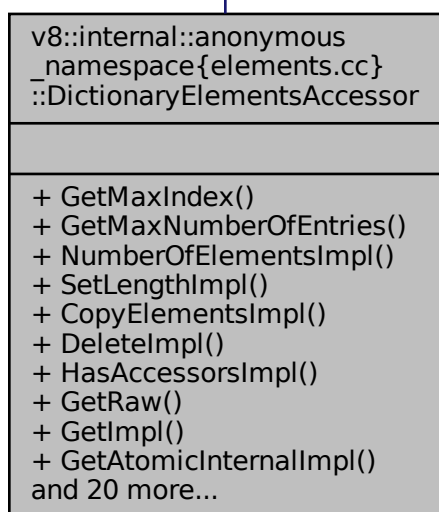 v8::internal::anonymous
_namespace{elements.cc}
::DictionaryElementsAccessor
+ GetMaxIndex()
+ GetMaxNumberOfEntries()
+ NumberOfElementsImpl()
+ SetLengthImpl()
+ CopyElementsImpl()
+ DeleteImpl()
+ HasAccessorsImpl()
+ GetRaw()
+ GetImpl()
+ GetAtomicInternalImpl()
and 20 more...